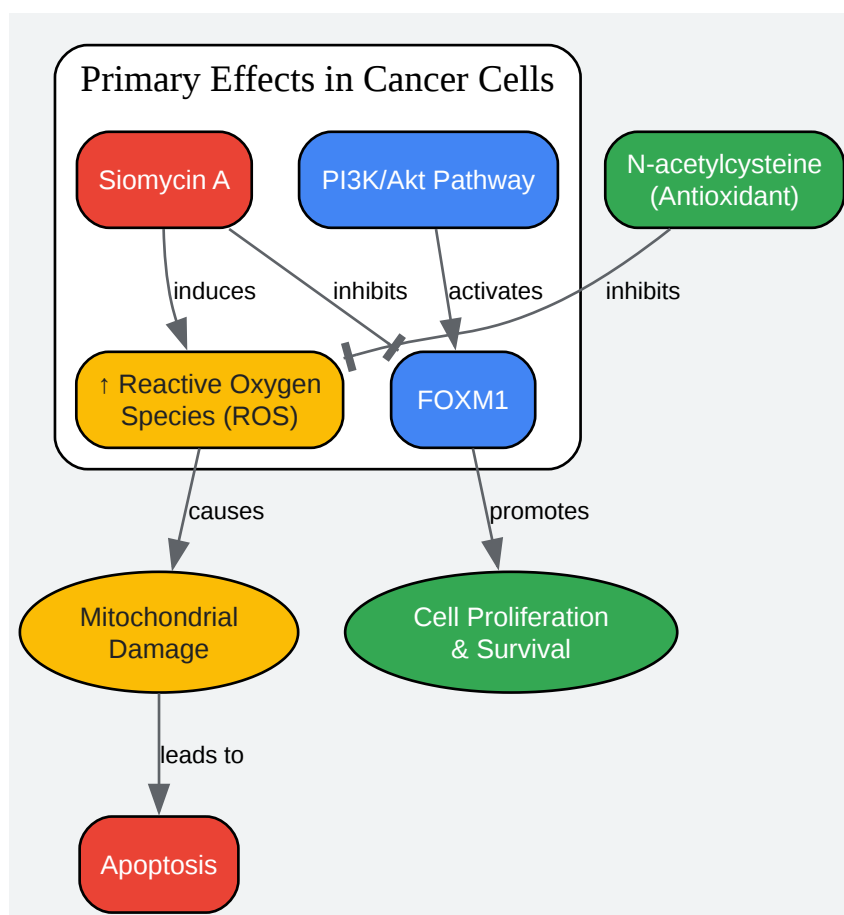 Primary Effects in Cancer Cells
Siomycin A
PI3K/Akt Pathway
N-acetylcysteine
(Antioxidant)
induces
inhibits
activates
inhibits
↑ Reactive Oxygen
Species (ROS)
FOXM1
causes
promotes
Mitochondrial
Damage
Cell Proliferation
& Survival
leads to
Apoptosis